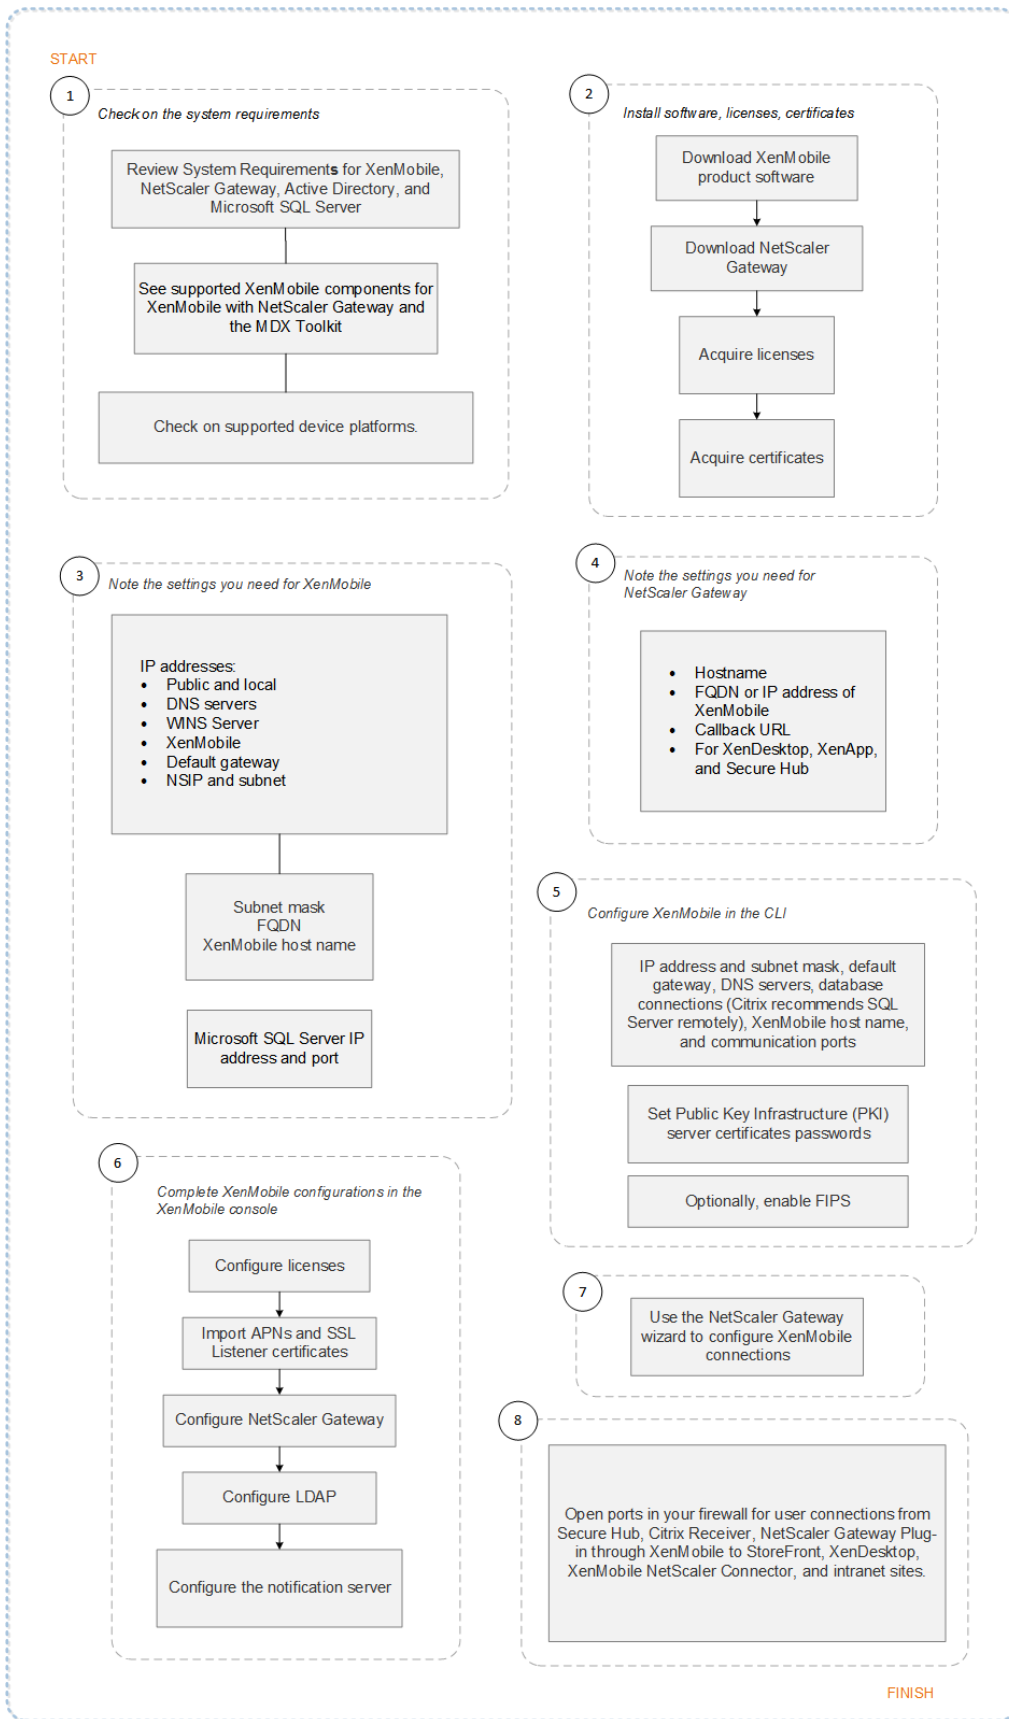 START
1
Check on the system requirements
Review System Requirements for XenMobile,
NetScaler Gateway, Active Directory, and
Microsoft SQL Server
See supported XenMobile components for
XenMobile with NetScaler Gateway and
the MDX Toolkit
Check on supported device platforms.
2
Install software, licenses, certificates
Download XenMobile
product software
Download NetScaler
Gateway
Acquire licenses
Acquire certificates
3
Note the settings you need for XenMobile
IP addresses:
• Public and local
• DNS servers
• WINS Server
• XenMobile
• Default gateway
• NSIP and subnet
Subnet mask
FQDN
XenMobile host name
Microsoft SQL Server IP
address and port
4
Note the settings you need for
NetScaler Gateway
• Hostname
• FQDN or IP address of
XenMobile
• Callback URL
• For XenDesktop, XenApp,
and Secure Hub
5
Configure XenMobile in the CLI
IP address and subnet mask, default
gateway, DNS servers, database
connections (Citrix recommends SQL
Server remotely), XenMobile host name,
and communication ports
Set Public Key Infrastructure (PKI)
server certificates passwords
Optionally, enable FIPS
6
Complete XenMobile configurations in the
XenMobile console
Configure licenses
Import APNs and SSL
Listener certificates
Configure NetScaler Gateway
Configure LDAP
Configure the notification server
7
Use the NetScaler Gateway
wizard to configure XenMobile
connections
8
Open ports in your firewall for user connections from
Secure Hub, Citrix Receiver, NetScaler Gateway Plug-
in through XenMobile to StoreFront, XenDesktop,
XenMobile NetScaler Connector, and intranet sites.
FINISH